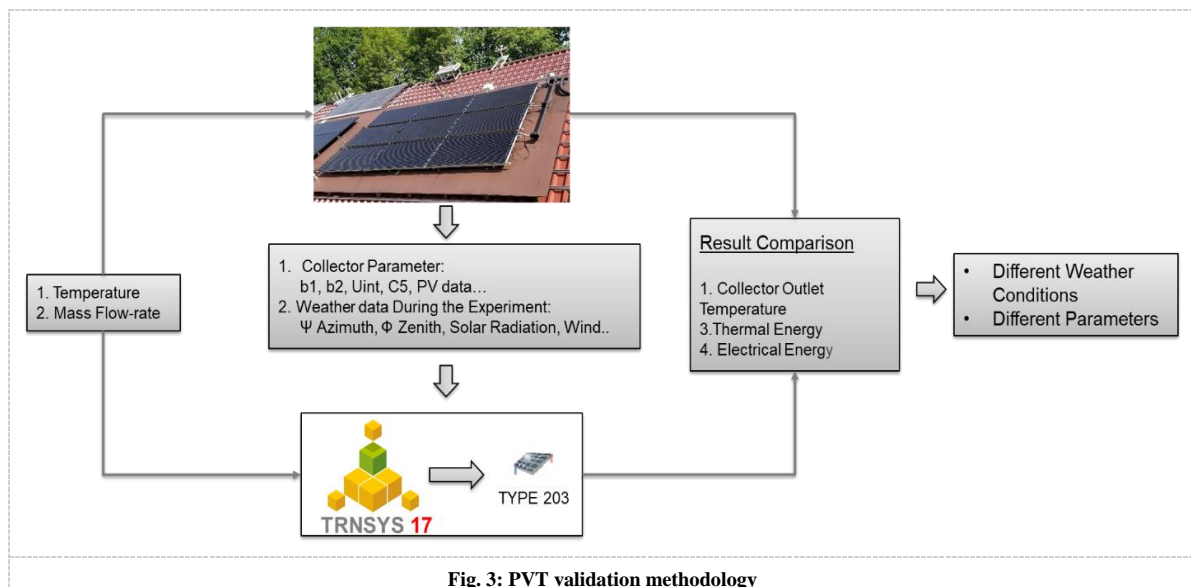 1. Temperature
2. Mass Flow-rate
1. Collector Parameter:
b1, b2, Uint, C5, PV data...
2. Weather data During the Experiment:
Ψ Azimuth, Φ Zenith, Solar Radiation, Wind..
TRNSYS 17
TYPE 203
Result Comparison
1. Collector Outlet
Temperature
3.Thermal Energy
4. Electrical Energy
• Different Weather
Conditions
• Different Parameters
Fig. 3: PVT validation methodology